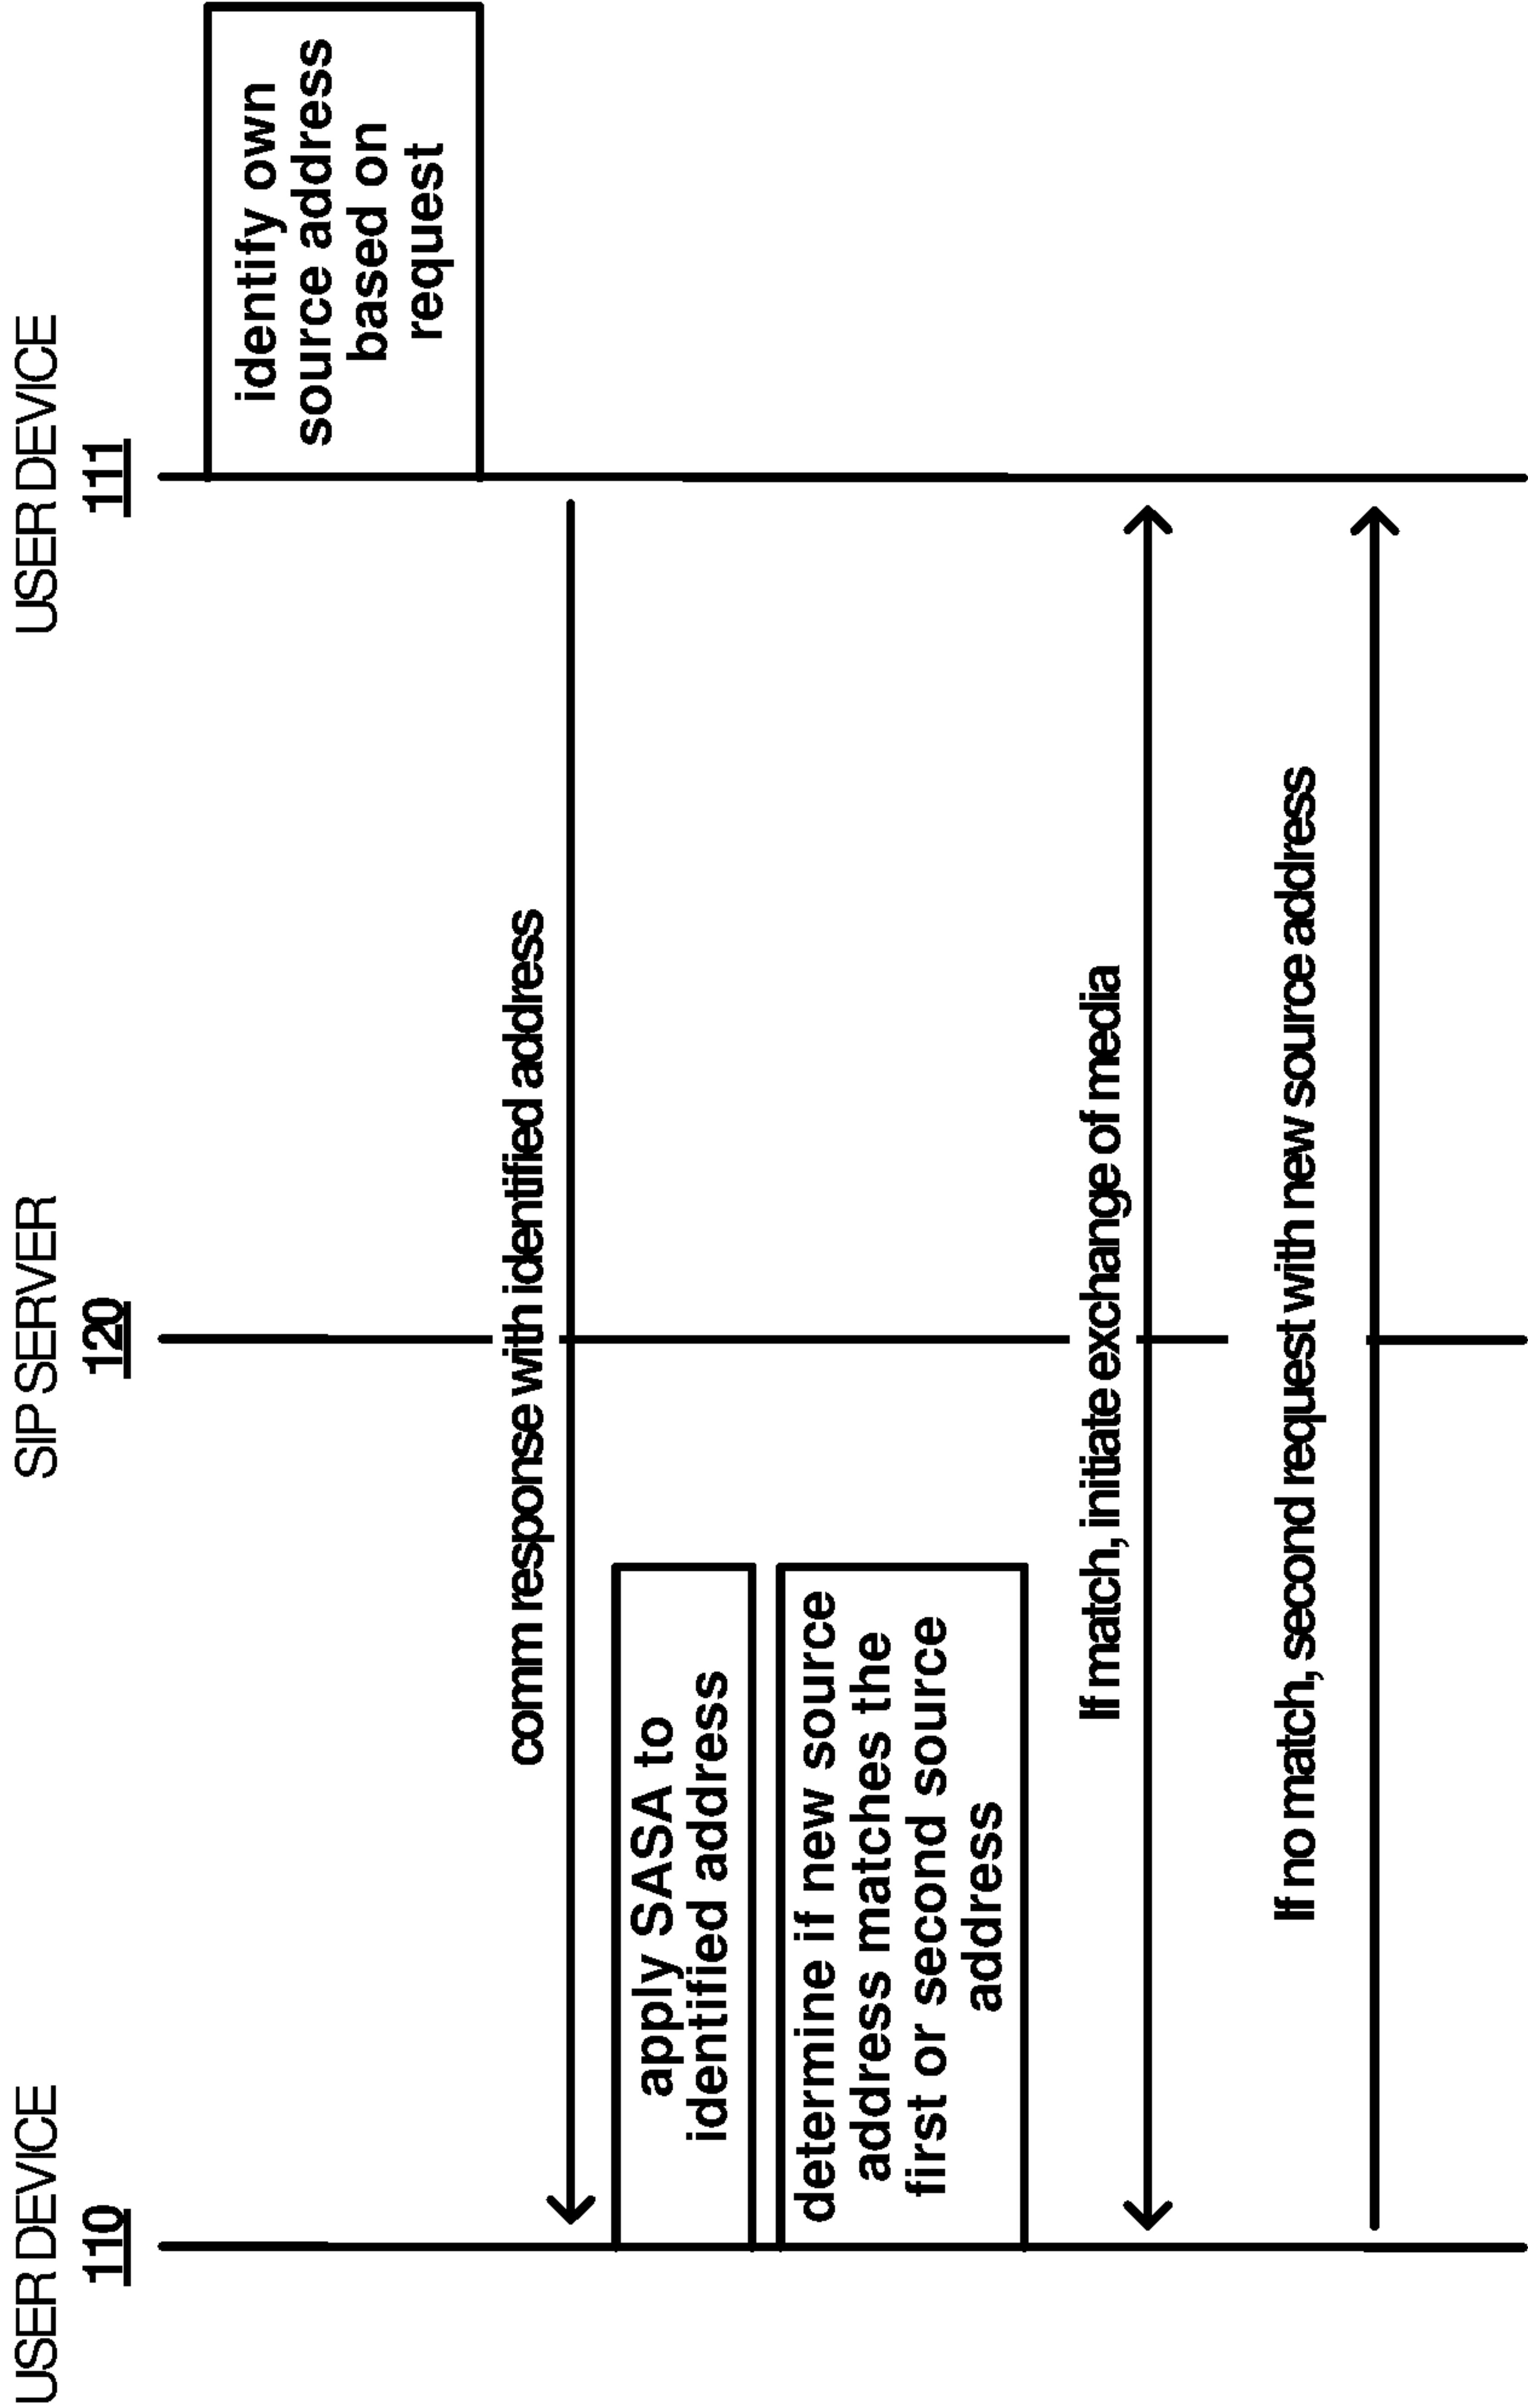 USER DEVICE
110
SIP SERVER
120
USER DEVICE
111
identify own
source address
based on
request
comm response with identified address
apply SASA to
identified address
determine if new source
address matches the
first or second source
address
If match, initiate exchange of media
If no match, second request with new source address